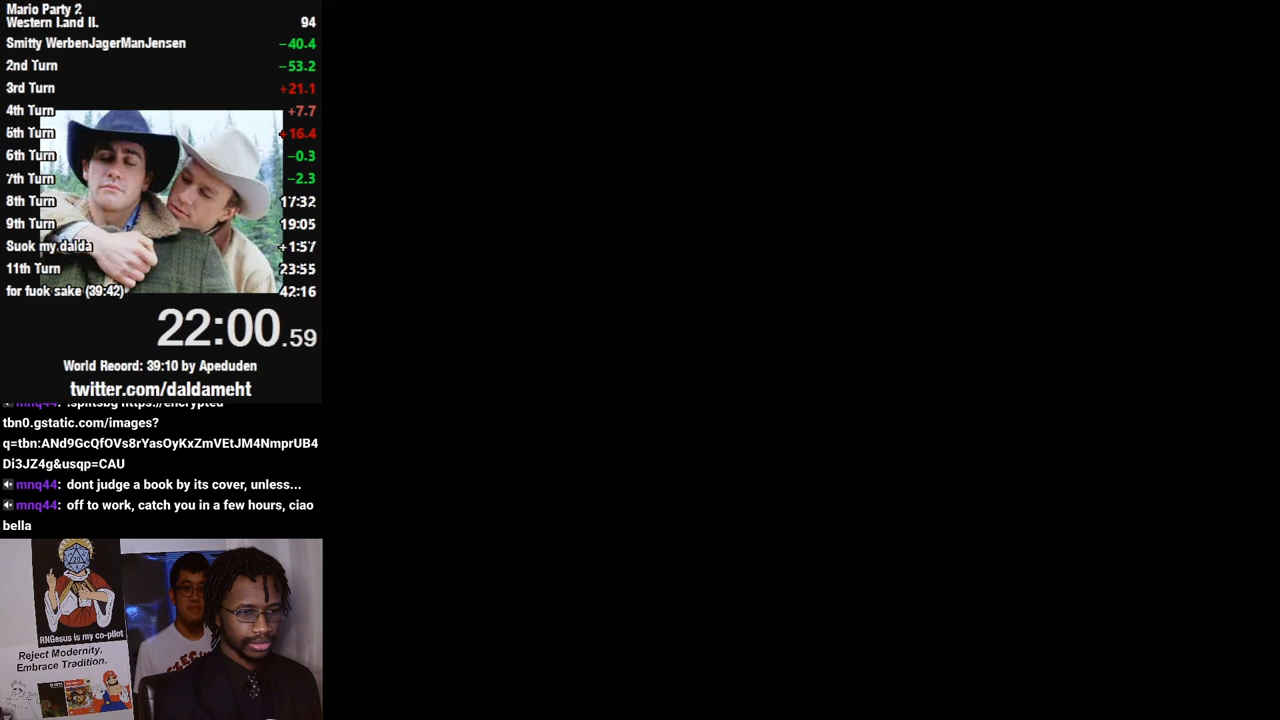 Mario Party 2
Western Land II. 94
Smitty WerbenJagerManJensen −40.4
2nd Turn −53.2
3rd Turn +21.1
4th Turn +7.7
5th Turn +16.4
6th Turn −0.3
7th Turn −2.3
8th Turn 17:32
9th Turn 19:05
Suok my dalda +1:57
11th Turn 23:55
for fuok sake (39:42) 42:16
22:00.59
World Reoord: 39:10 by Apeduden
twitter.com/daldameht
tbn0.gstatic.com/images?
q=tbn:ANd9GcQfOVs8rYasOyKxZmVEtJM4NmprUB4
Di3JZ4g&usqp=CAU
mnq44: dont judge a book by its cover, unless...
mnq44: off to work, catch you in a few hours, ciao
bella
RNGesus is my co-pilot
Reject Modernity,
Embrace Tradition.